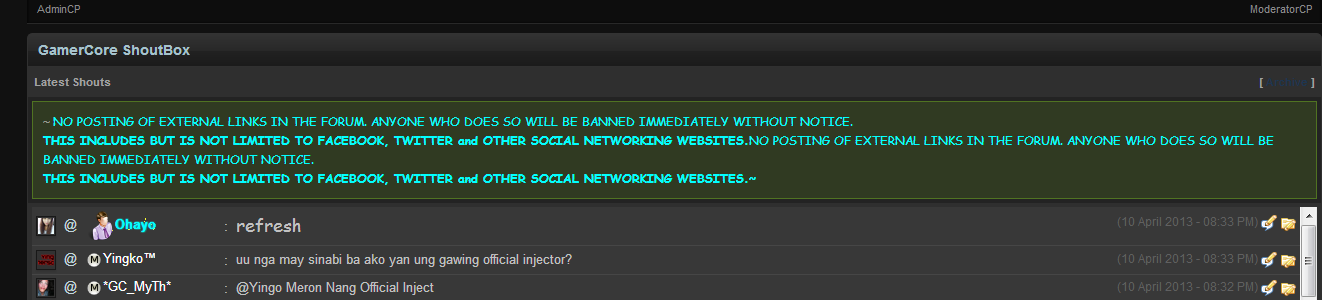 AdminCP ModeratorCP
GamerCore ShoutBox
Latest Shouts [ ]
~ NO POSTING OF EXTERNAL LINKS IN THE FORUM. ANYONE WHO DOES SO WILL BE BANNED IMMEDIATELY WITHOUT NOTICE.
THIS INCLUDES BUT IS NOT LIMITED TO FACEBOOK, TWITTER and OTHER SOCIAL NETWORKING WEBSITES.NO POSTING OF EXTERNAL LINKS IN THE FORUM. ANYONE WHO DOES SO WILL BE
BANNED IMMEDIATELY WITHOUT NOTICE.
THIS INCLUDES BUT IS NOT LIMITED TO FACEBOOK, TWITTER and OTHER SOCIAL NETWORKING WEBSITES.~
@ Ohayo : refresh (10 April 2013 - 08:33 PM)
@ M Yingko™ : uu nga may sinabi ba ako yan ung gawing official injector? (10 April 2013 - 08:33 PM)
@ M *GC_MyTh* : @Yingo Meron Nang Official Inject (10 April 2013 - 08:32 PM)